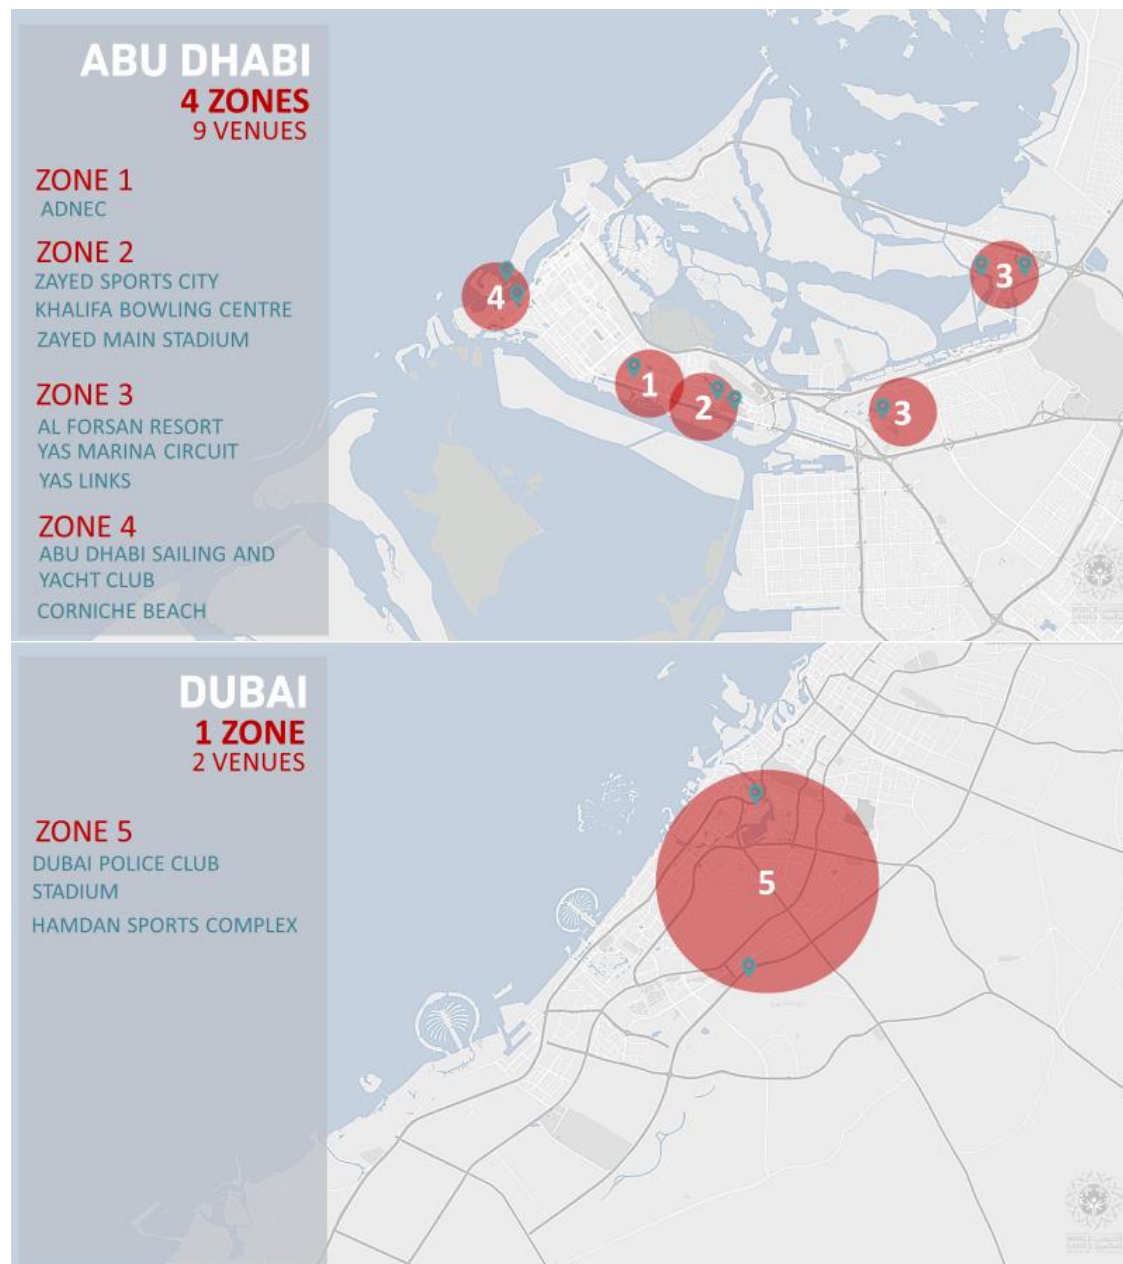 ABU DHABI
4 ZONES
9 VENUES
ZONE 1
ADNEC
ZONE 2
ZAYED SPORTS CITY
KHALIFA BOWLING CENTRE
ZAYED MAIN STADIUM
ZONE 3
AL FORSAN RESORT
YAS MARINA CIRCUIT
YAS LINKS
ZONE 4
ABU DHABI SAILING AND
YACHT CLUB
CORNICHE BEACH
4
1
2
3
3
DUBAI
1 ZONE
2 VENUES
ZONE 5
DUBAI POLICE CLUB
STADIUM
HAMDAN SPORTS COMPLEX
5